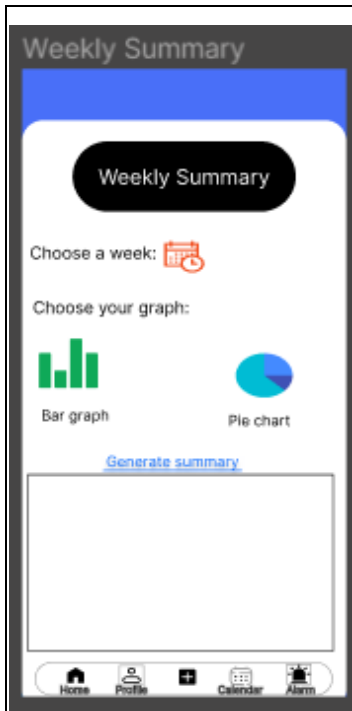 Weekly Summary
Weekly Summary
Choose a week:
Choose your graph:
Bar graph
Pie chart
Generate summary
Home Profile Calendar Alarm